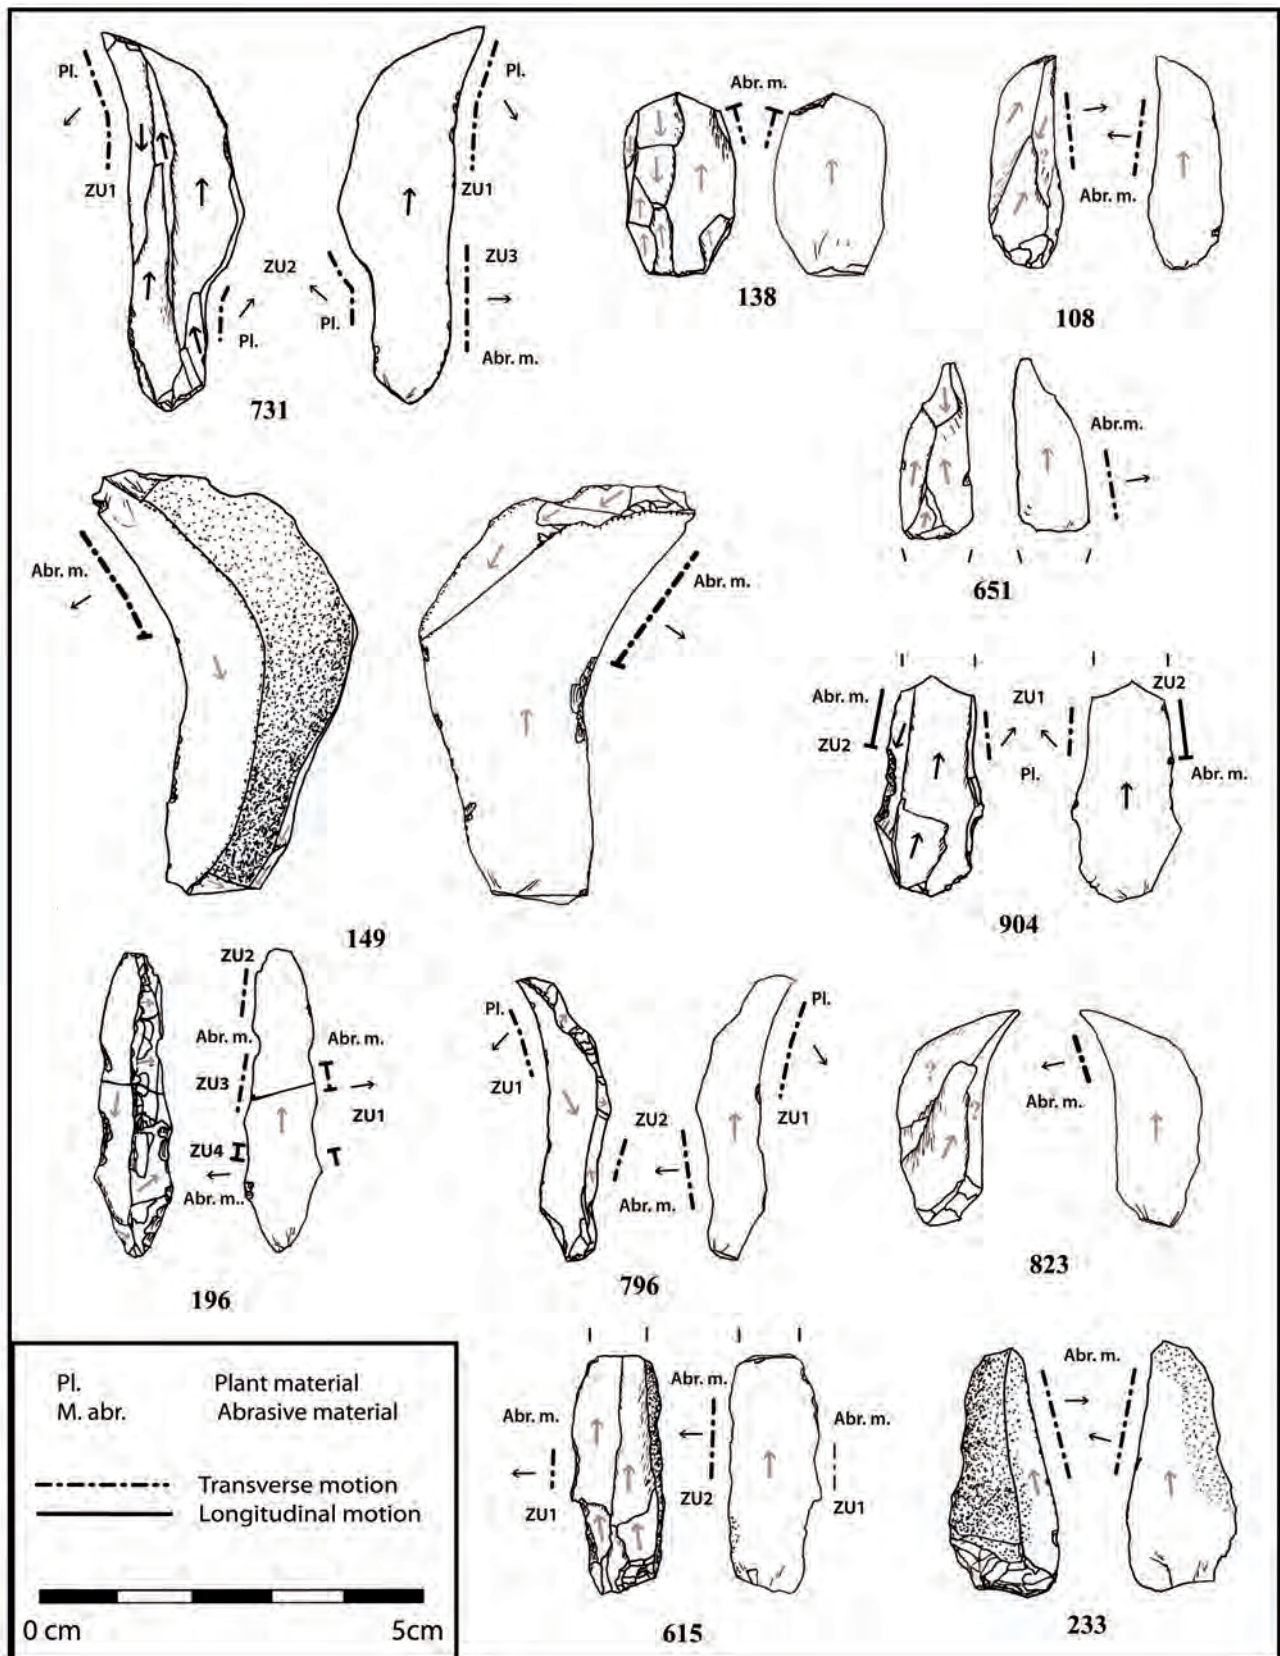 Pl.
ZU1
Pl.
ZU1
ZU2
Pl.
Pl.
ZU3
Abr. m.
731
Abr. m.
138
Abr. m.
108
Abr.m.
651
Abr. m.
Abr. m.
149
Abr. m.
ZU2
ZU1
Pl.
ZU2
Abr. m.
904
ZU2
Abr. m.
Abr. m.
ZU3
ZU1
ZU4
Abr. m..
196
Pl.
ZU1
Pl.
ZU1
ZU2
Abr. m.
796
?
?
Abr. m.
823
Abr. m.
ZU1
Abr. m.
ZU2
Abr. m.
ZU1
615
Abr. m.
233
Pl. Plant material
M. abr. Abrasive material
Transverse motion
Longitudinal motion
0 cm 5cm